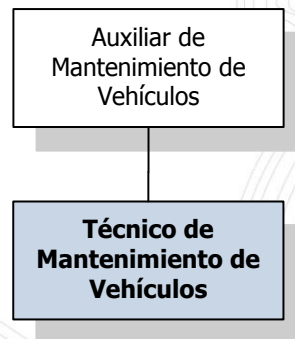 Auxiliar de
Mantenimiento de
Vehículos
Técnico de
Mantenimiento de
Vehículos